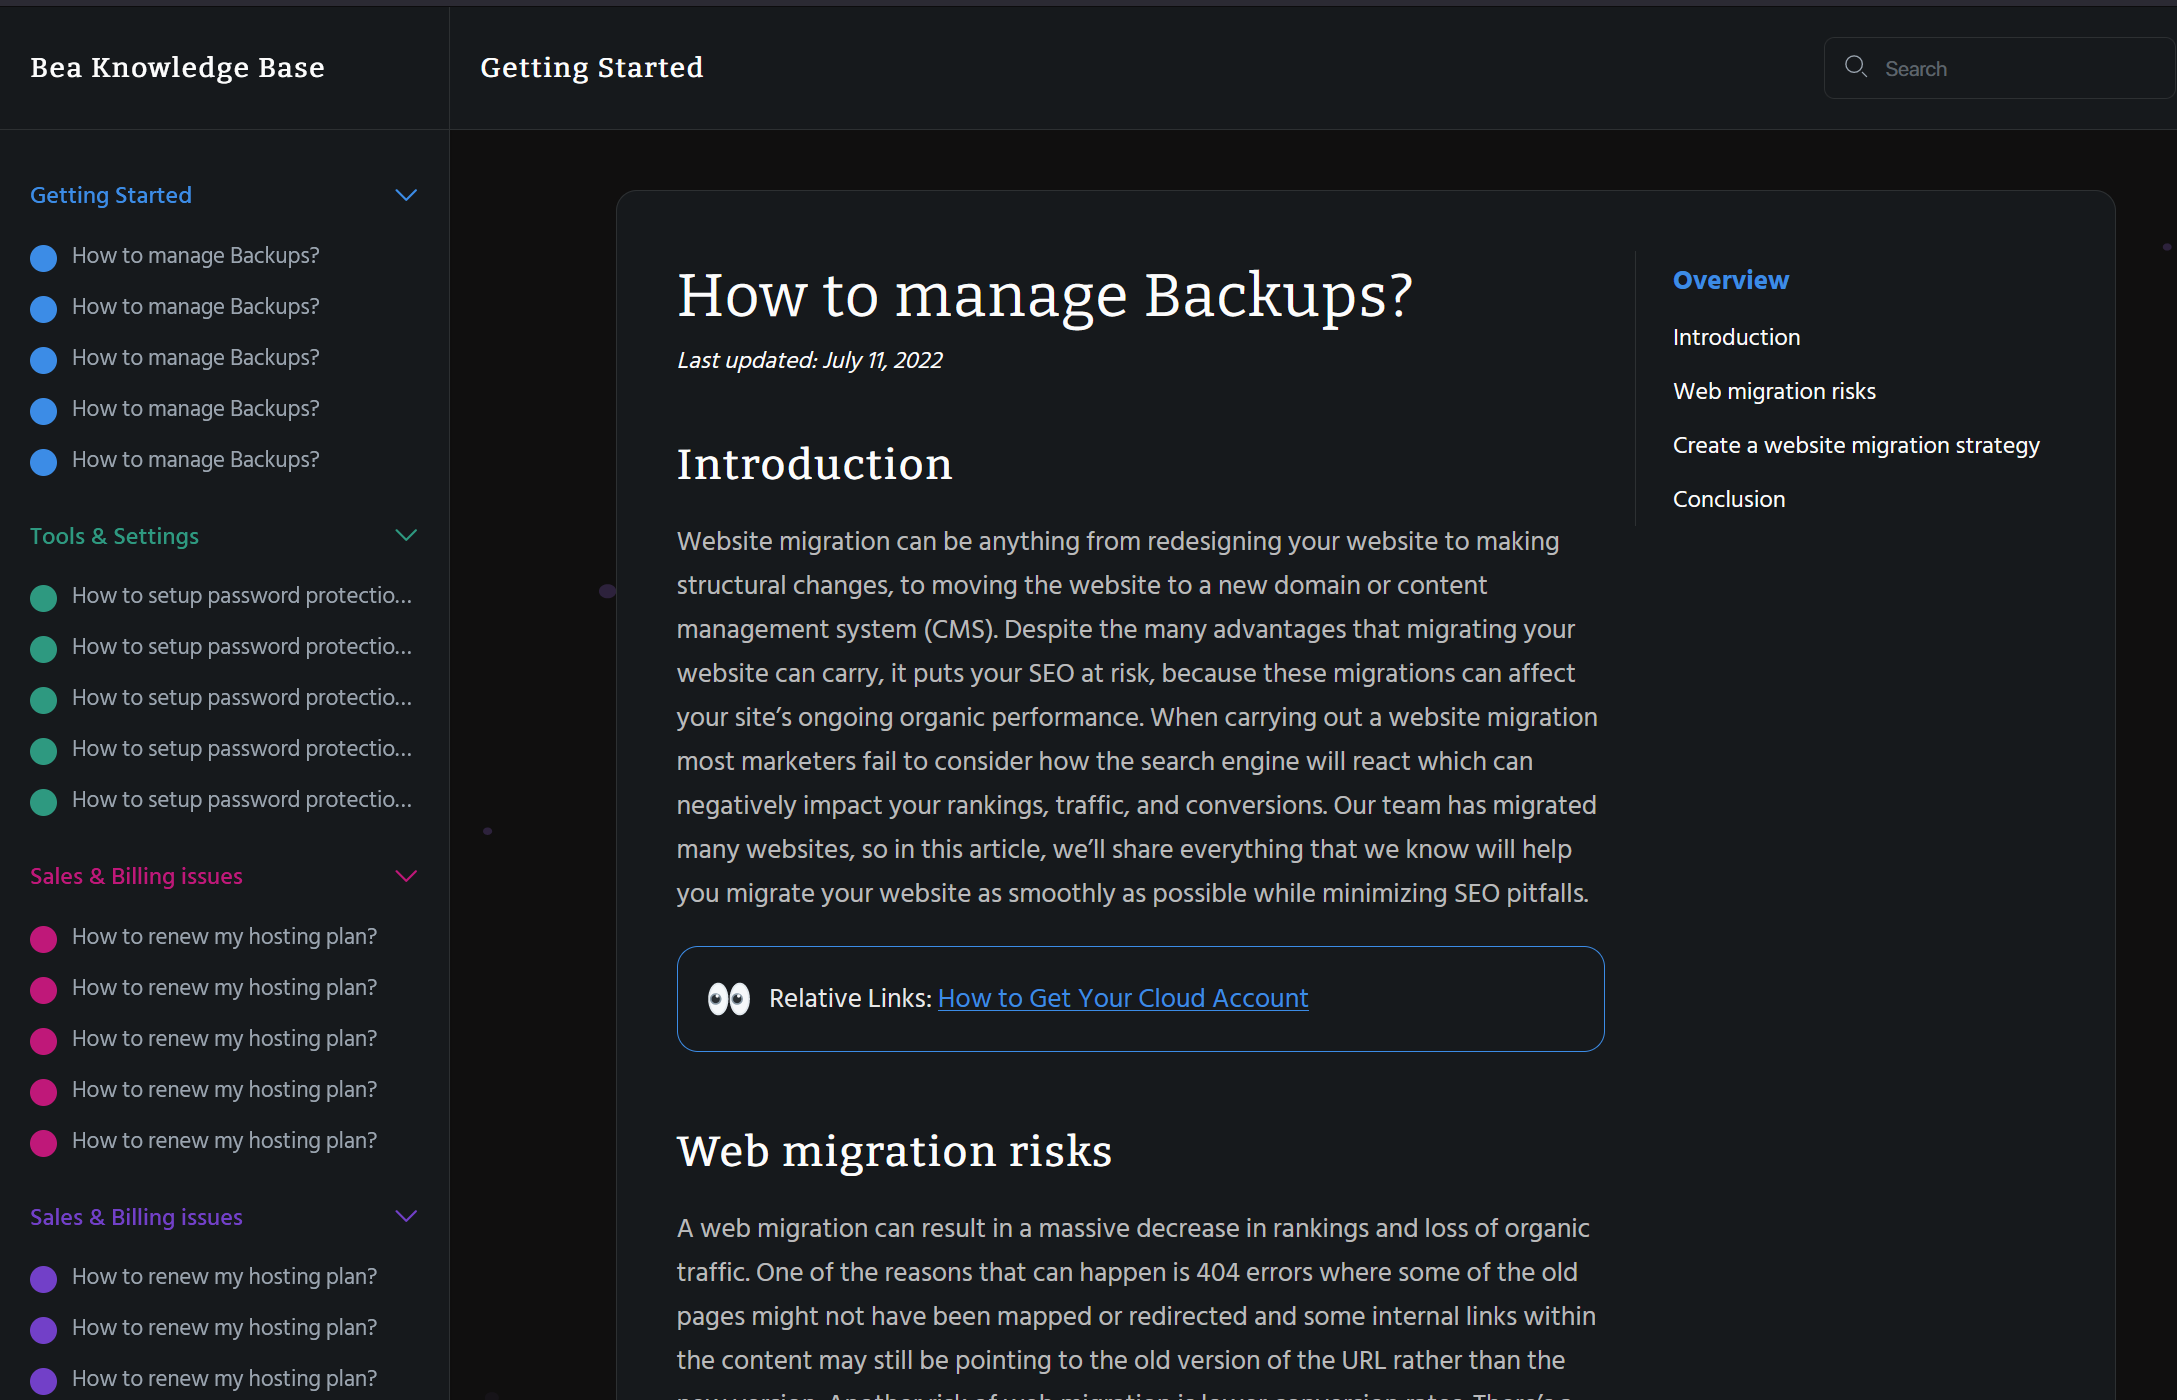 Bea Knowledge Base
Getting Started
Search
Getting Started
How to manage Backups?
How to manage Backups?
How to manage Backups?
How to manage Backups?
How to manage Backups?
Tools & Settings
How to setup password protectio...
How to setup password protectio...
How to setup password protectio...
How to setup password protectio...
How to setup password protectio...
Sales & Billing issues
How to renew my hosting plan?
How to renew my hosting plan?
How to renew my hosting plan?
How to renew my hosting plan?
How to renew my hosting plan?
Sales & Billing issues
How to renew my hosting plan?
How to renew my hosting plan?
How to renew my hosting plan?
How to manage Backups?
Last updated: July 11, 2022
Introduction
Website migration can be anything from redesigning your website to making
structural changes, to moving the website to a new domain or content
management system (CMS). Despite the many advantages that migrating your
website can carry, it puts your SEO at risk, because these migrations can affect
your site’s ongoing organic performance. When carrying out a website migration
most marketers fail to consider how the search engine will react which can
negatively impact your rankings, traffic, and conversions. Our team has migrated
many websites, so in this article, we’ll share everything that we know will help
you migrate your website as smoothly as possible while minimizing SEO pitfalls.
Relative Links: How to Get Your Cloud Account
Web migration risks
A web migration can result in a massive decrease in rankings and loss of organic
traffic. One of the reasons that can happen is 404 errors where some of the old
pages might not have been mapped or redirected and some internal links within
the content may still be pointing to the old version of the URL rather than the
new version. Another risk of web migration is lower conversion rates. There’s a
Overview
Introduction
Web migration risks
Create a website migration strategy
Conclusion